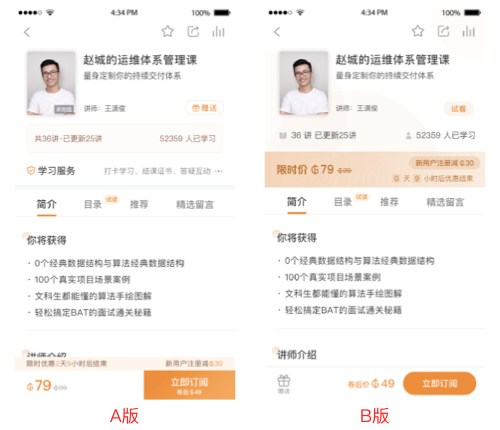 4:34 PM 100%
赵城的运维体系管理课
量身定制你的持续交付体系
讲师: 王潇俊
赠送
共36讲-已更新25讲 52359 人已学习
学习服务 打卡学习、结课证书、答疑互动 ···
简介 目录 试读 推荐 精选留言
你将获得
· 0个经典数据结构与算法经典数据结构
· 100个真实项目场景案例
· 文科生都能懂的算法手绘图解
· 轻松搞定BAT的面试通关秘籍
讲师介绍
限时优惠2天9小时后结束 新用户注册减₲30
₲79 ₲99 立即订阅
券后₲49
A版
4:34 PM 100%
赵城的运维体系管理课
量身定制你的持续交付体系
讲师: 王潇俊
试看
36 讲 已更新25讲 52359 人已学习
限时价 ₲79 ₲99
新用户注册减 ₲30
0 天 9 小时后优惠结束
简介 目录 试读 推荐 精选留言
你将获得
· 0个经典数据结构与算法经典数据结构
· 100个真实项目场景案例
· 文科生都能懂的算法手绘图解
· 轻松搞定BAT的面试通关秘籍
讲师介绍
赠送 券后价 ₲49 立即订阅
B版